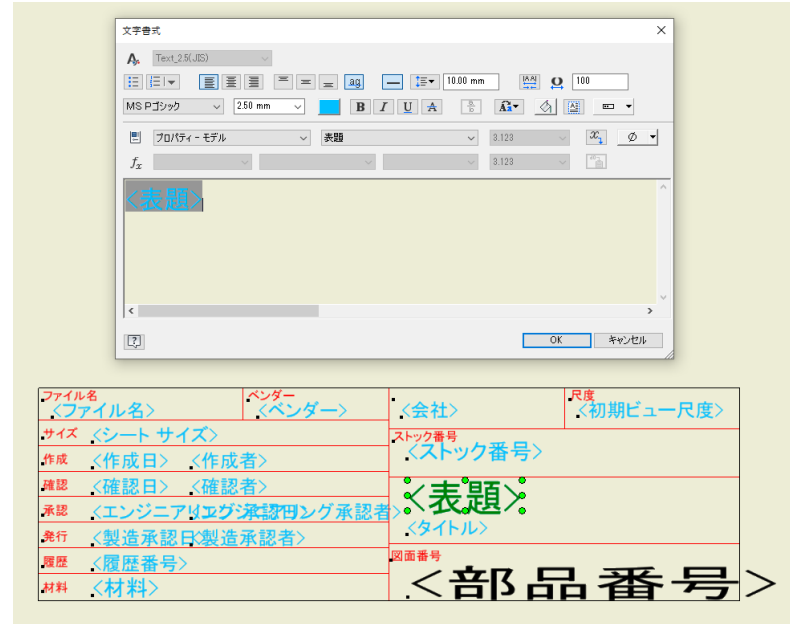 文字書式
Text_2.5(JIS)
ag 10.00 mm 100
MS Pゴシック 2.50 mm B I U A
プロパティ - モデル 表題 3.123
3.123
<表題>
OK キャンセル
ファイル名 ベンダー 尺度
<ファイル名> <ベンダー> <会社> <初期ビュー尺度>
サイズ <シート サイズ> ストック番号
<ストック番号>
作成 <作成日> <作成者>
確認 <確認日> <確認者>
<表題>
承認
発行 <製造承認日 <製造承認者> <タイトル>
履歴 <履歴番号> 図面番号
材料 <材料> <部品番号>